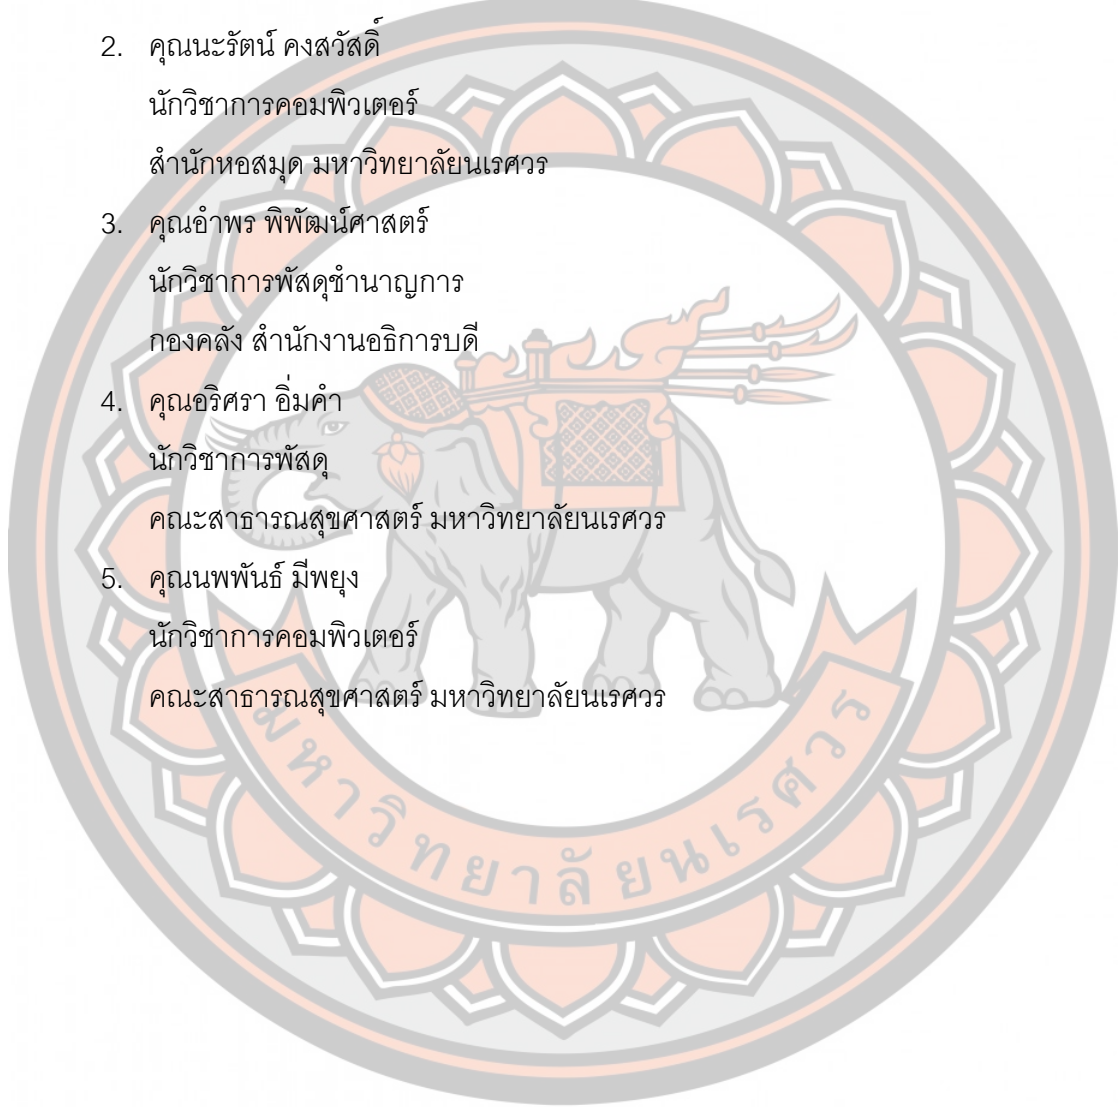 2. คุณนะรัตน์ คงสวัสดิ์
นักวิชาการคอมพิวเตอร์
สำนักหอสมุด มหาวิทยาลัยนเรศวร
3. คุณอำพร พิพัฒน์ศาสตร์
นักวิชาการพัสดุชำนาญการ
กองคลัง สำนักงานอธิการบดี
4. คุณอริศรา อิ่มคำ
นักวิชาการพัสดุ
คณะสาธารณสุขศาสตร์ มหาวิทยาลัยนเรศวร
5. คุณนพพันธ์ มีพยุง
นักวิชาการคอมพิวเตอร์
คณะสาธารณสุขศาสตร์ มหาวิทยาลัยนเรศวร
มหาวิทยาลัยนเรศวร